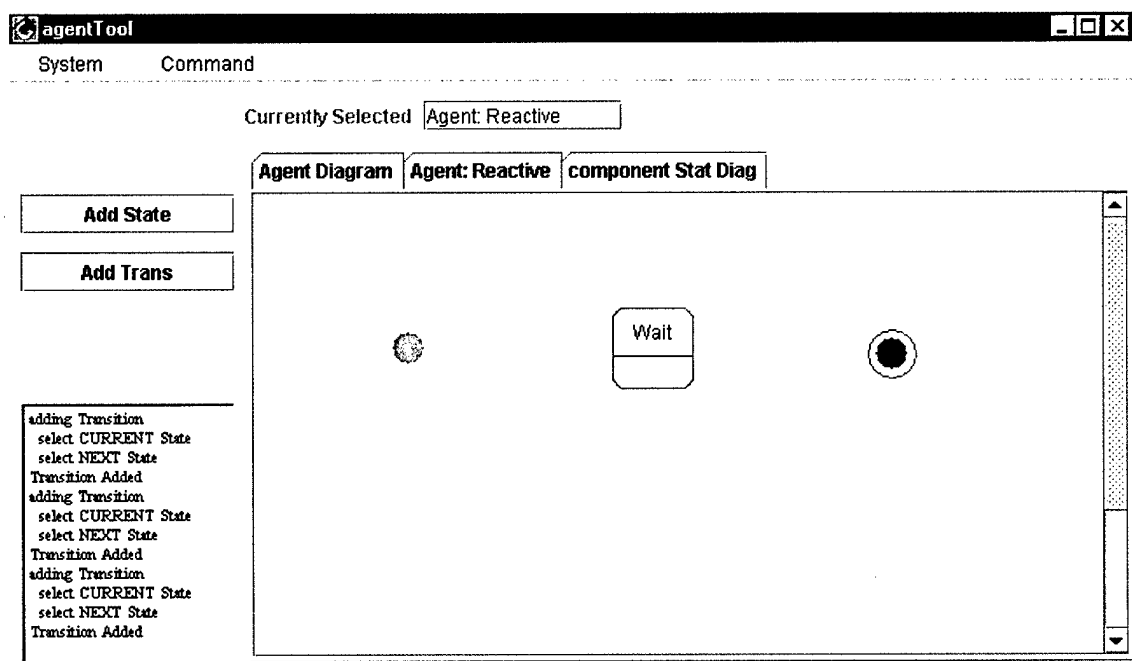 agentTool
System Command
Currently Selected Agent: Reactive
Agent Diagram Agent: Reactive component Stat Diag
Add State
Add Trans
Wait
adding Transition
select CURRENT State
select NEXT State
Transition Added
adding Transition
select CURRENT State
select NEXT State
Transition Added
adding Transition
select CURRENT State
select NEXT State
Transition Added